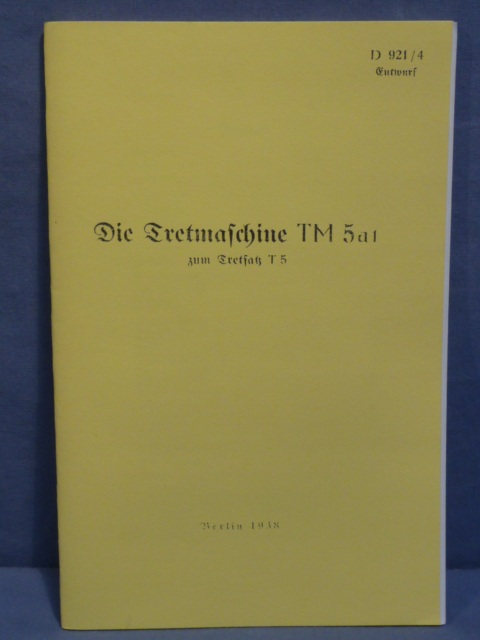 D 921/4
Entwurf
Die Tretmaschine TM 5a1
zum Tretsatz T 5
Berlin 1938